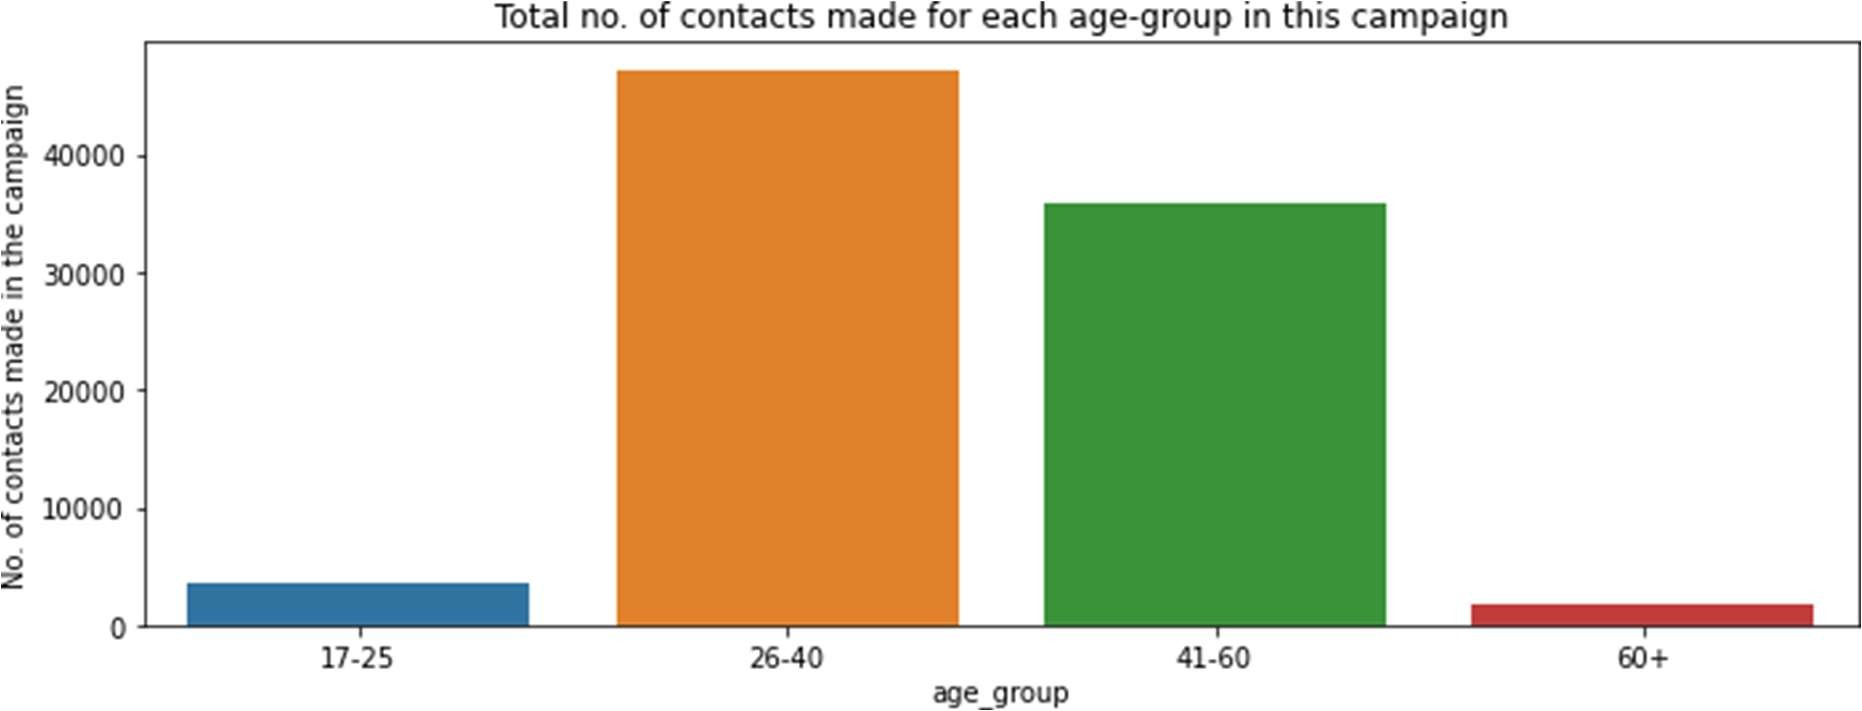 Total no. of contacts made for each age-group in this campaign
No. of contacts made in the campaign
40000
30000
20000
10000
0
17-25 26-40 41-60 60+
age_group